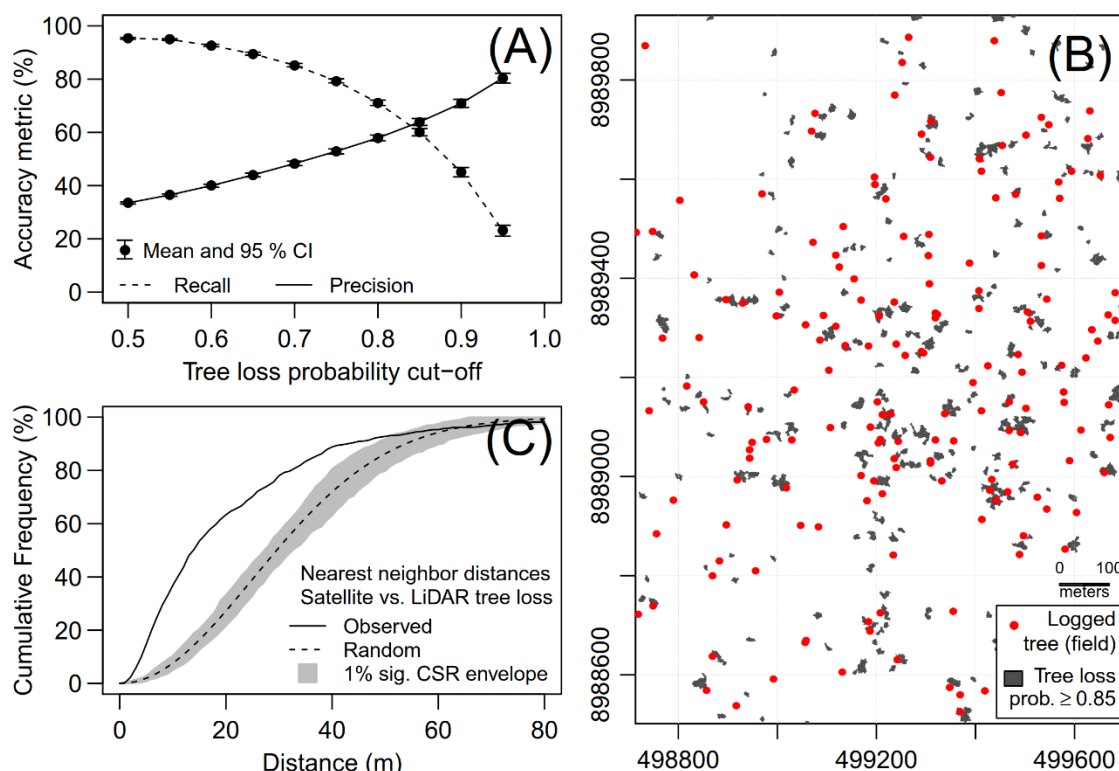 (A)
Accuracy metric (%)
100
80
60
40
20
0
Mean and 95 % CI
Recall
Precision
0.5
0.6
0.7
0.8
0.9
1.0
Tree loss probability cut−off
(C)
Cumulative Frequency (%)
100
80
60
40
20
0
Nearest neighbor distances
Satellite vs. LiDAR tree loss
Observed
Random
1% sig. CSR envelope
0
20
40
60
80
Distance (m)
(B)
8989800
8989400
8989000
8988600
0 100
meters
Logged
tree (field)
Tree loss
prob. ≥ 0.85
498800
499200
499600